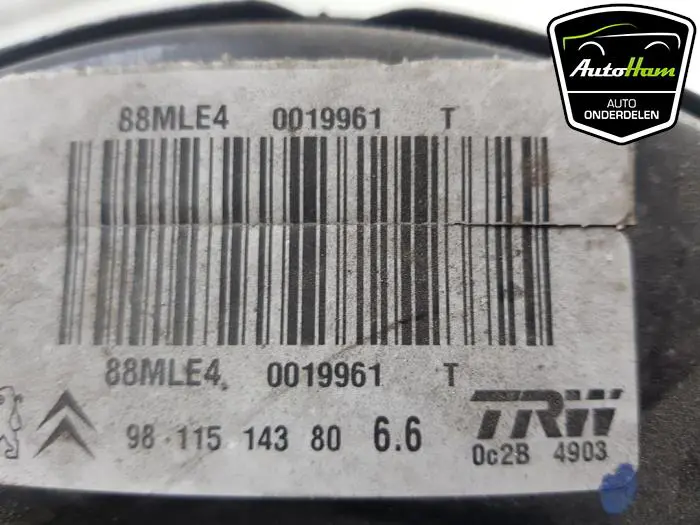 AutoHam
AUTO
ONDERDELEN
88MLE4 0019961 T
88MLE4 0019961 T
98 115 143 80 6.6
TRW
0c2B 4903